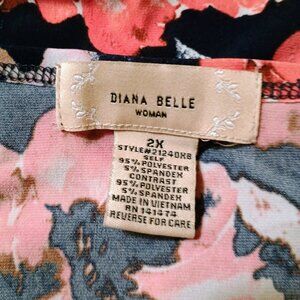 DIANA BELLE
WOMAN
2X
STYLE#21240XB
SELF
95% POLYESTER
5% SPANDEX
CONTRAST
95% POLYESTER
5% SPANDEX
MADE IN VIETNAM
RN 141474
REVERSE FOR CARE